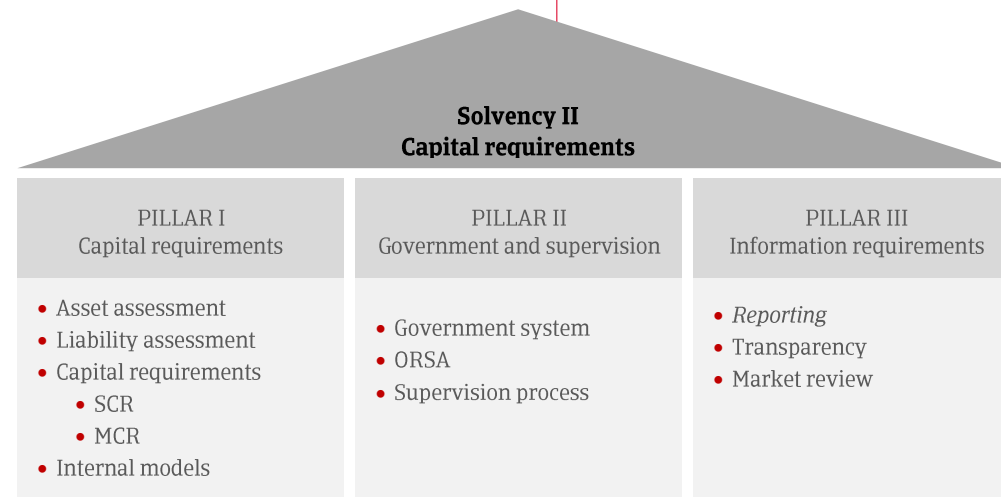 Solvency II
Capital requirements
PILLAR I
Capital requirements
• Asset assessment
• Liability assessment
• Capital requirements
• SCR
• MCR
• Internal models
PILLAR II
Government and supervision
• Government system
• ORSA
• Supervision process
PILLAR III
Information requirements
• Reporting
• Transparency
• Market review